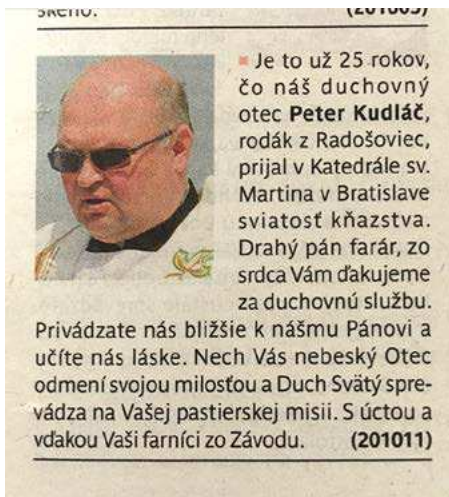 skeho. (201005)
Je to už 25 rokov,
čo náš duchovný
otec Peter Kudláč,
rodák z Radošoviec,
prijal v Katedrále sv.
Martina v Bratislave
sviatosť kňazstva.
Drahý pán farár, zo
srdca Vám ďakujeme
za duchovnú službu.
Privádzate nás bližšie k nášmu Pánovi a
učíte nás láske. Nech Vás nebeský Otec
odmení svojou milosťou a Duch Svätý spre-
vádza na Vašej pastierskej misii. S úctou a
vďakou Vaši farníci zo Závodu. (201011)